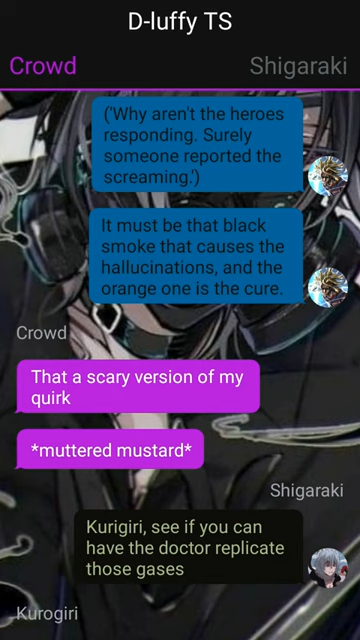 D-luffy TS
Crowd
Shigaraki
('Why aren't the heroes
responding. Surely
someone reported the
screaming.')
It must be that black
smoke that causes the
hallucinations, and the
orange one is the cure.
Crowd
That a scary version of my
quirk
*muttered mustard*
Shigaraki
Kurigiri, see if you can
have the doctor replicate
those gases
Kurogiri